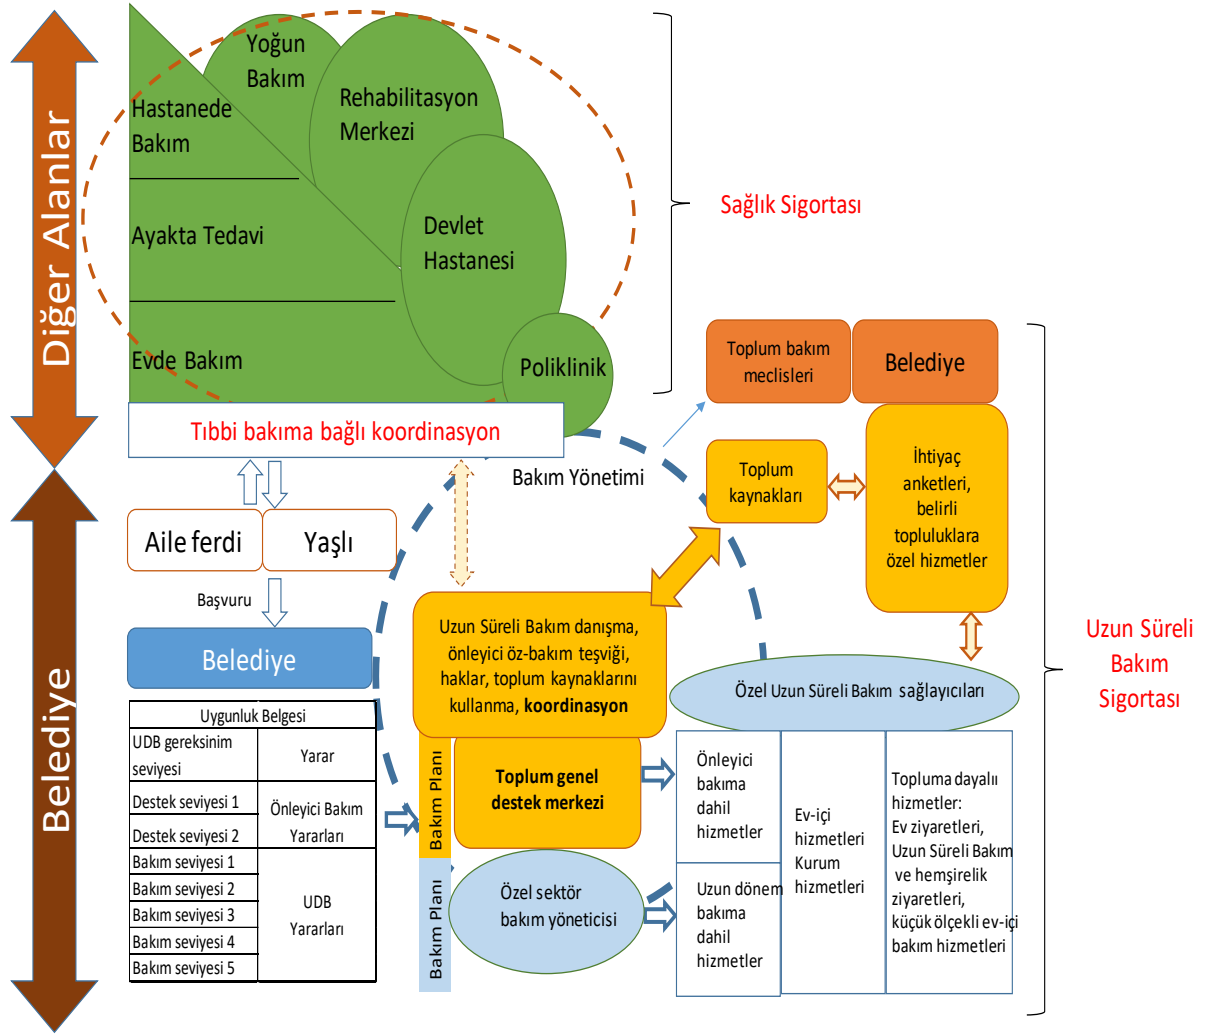 Diğer Alanlar
Belediye
Yoğun
Bakım
Rehabilitasyon
Merkezi
Hastanede
Bakım
Ayakta Tedavi
Devlet
Hastanesi
Evde Bakım
Poliklinik
Sağlık Sigortası
Tıbbi bakıma bağlı koordinasyon
Toplum bakım
meclisleri
Belediye
Bakım Yönetimi
Toplum
kaynakları
İhtiyaç
anketleri,
belirli
topluluklara
özel hizmetler
Aile ferdi
Yaşlı
Başvuru
Belediye
Uzun Süreli Bakım danışma,
önleyici öz-bakım teşviği,
haklar, toplum kaynaklarını
kullanma, koordinasyon
Özel Uzun Süreli Bakım sağlayıcıları
Uzun Süreli
Bakım
Sigortası
Uygunluk Belgesi
UDB gereksinim
seviyesi
Yarar
Destek seviyesi 1
Destek seviyesi 2
Önleyici Bakım
Yararları
Bakım seviyesi 1
Bakım seviyesi 2
Bakım seviyesi 3
Bakım seviyesi 4
Bakım seviyesi 5
UDB
Yararları
Bakım Planı
Bakım Planı
Toplum genel
destek merkezi
Özel sektör
bakım yöneticisi
Önleyici
bakıma
dahil
hizmetler
Uzun dönem
bakıma
dahil
hizmetler
Ev-içi
hizmetleri
Kurum
hizmetleri
Topluma dayalıı
hizmetler:
Ev ziyaretleri,
Uzun Süreli Bakım
ve hemşirelik
ziyaretleri,
küçük ölçekli ev-içi
bakım hizmetleri